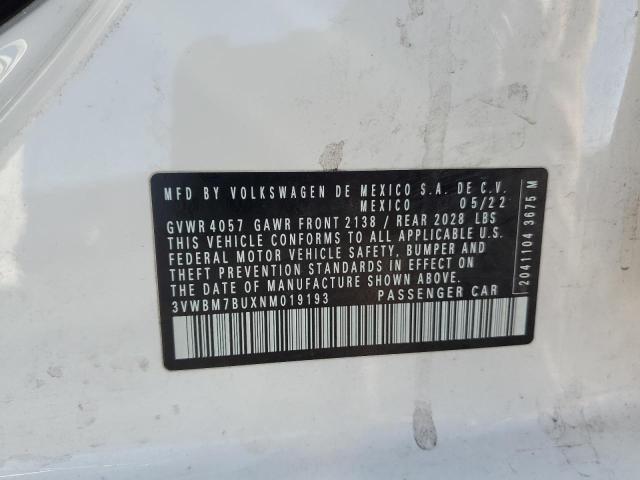 MFD BY VOLKSWAGEN DE MEXICO S.A. DE C.V.
MEXICO 05/22
GVWR 4057 GAWR FRONT 2138 / REAR 2028 LBS
THIS VEHICLE CONFORMS TO ALL APPLICABLE U.S.
FEDERAL MOTOR VEHICLE SAFETY, BUMPER AND
THEFT PREVENTION STANDARDS IN EFFECT ON
THE DATE OF MANUFACTURE SHOWN ABOVE.
3VWBM7BUXNM019193 PASSENGER CAR
2041104 3675 M